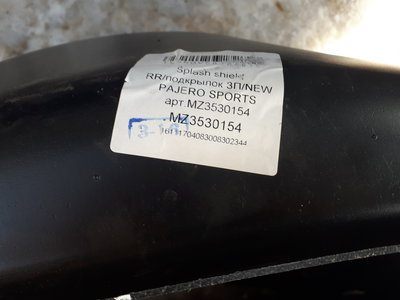 Splash shield
RR/подкрылок ЗП/NEW
PAJERO SPORTS
арт.MZ3530154
MZ3530154